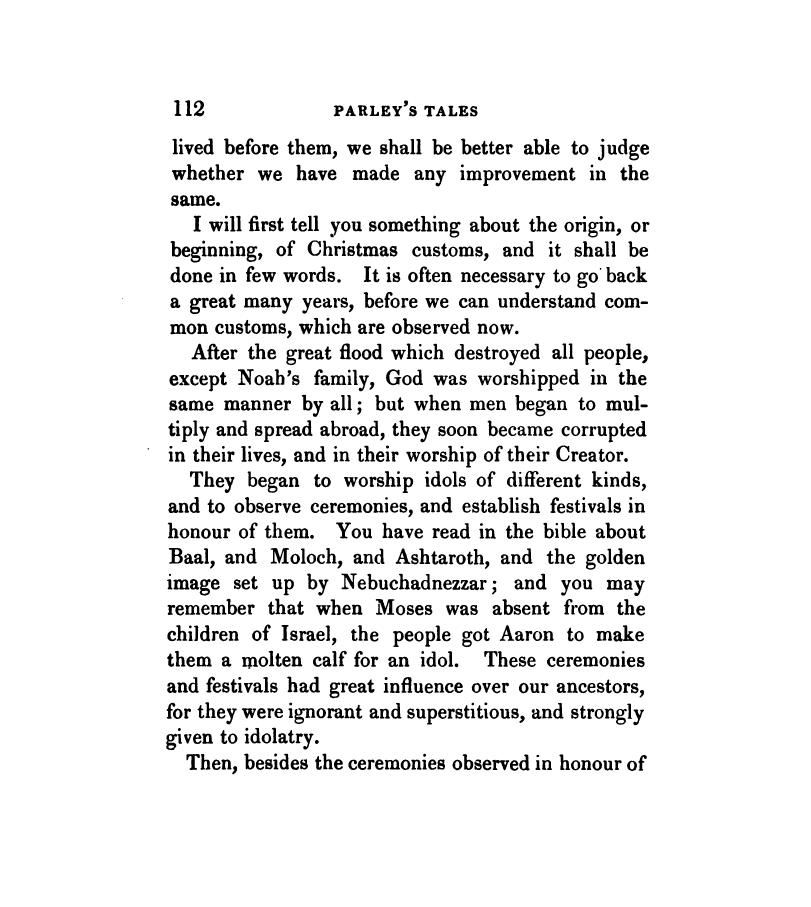 112 PARLEY'S TALES
lived before them, we shall be better able to judge
whether we have made any improvement in the
same.
I will first tell you something about the origin, or
beginning, of Christmas customs, and it shall be
done in few words. It is often necessary to go back
a great many years, before we can understand com-
mon customs, which are observed now.
After the great flood which destroyed all people,
except Noah's family, God was worshipped in the
same manner by all; but when men began to mul-
tiply and spread abroad, they soon became corrupted
in their lives, and in their worship of their Creator.
They began to worship idols of different kinds,
and to observe ceremonies, and establish festivals in
honour of them. You have read in the bible about
Baal, and Moloch, and Ashtaroth, and the golden
image set up by Nebuchadnezzar; and you may
remember that when Moses was absent from the
children of Israel, the people got Aaron to make
them a molten calf for an idol. These ceremonies
and festivals had great influence over our ancestors,
for they were ignorant and superstitious, and strongly
given to idolatry.
Then, besides the ceremonies observed in honour of